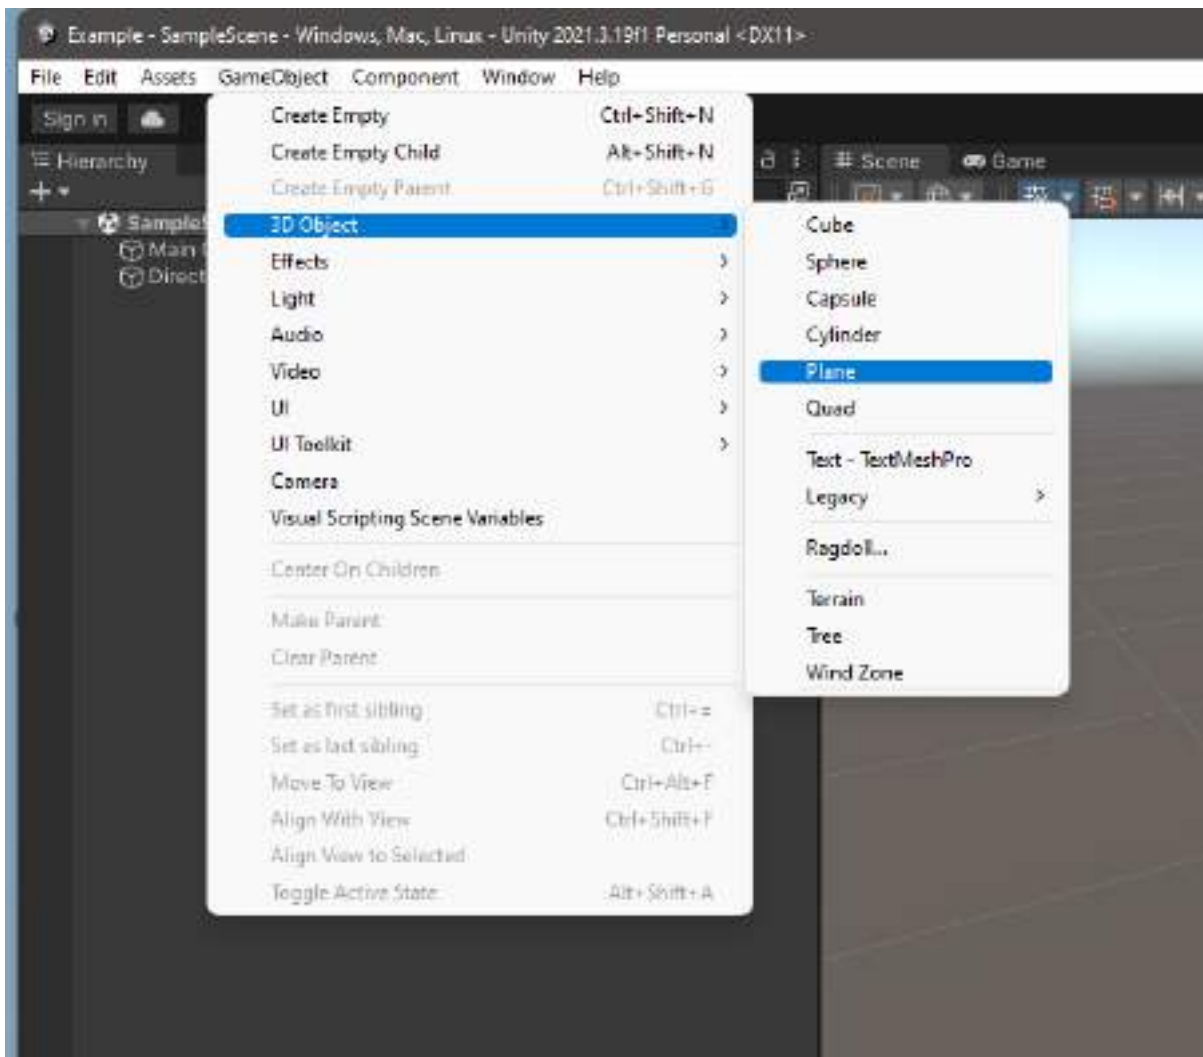 Example - SampleScene - Windows, Mac, Linux - Unity 2021.3.19f1 Personal <DX11>
File Edit Assets GameObject Component Window Help
Sign in
Hierarchy
Scene Game
SampleS
Main
Direct
Create Empty Ctrl+Shift+N
Create Empty Child Alt+Shift+N
Create Empty Parent Ctrl+Shift+G
3D Object
Effects
Light
Audio
Video
UI
UI Toolkit
Camera
Visual Scripting Scene Variables
Center On Children
Make Parent
Clear Parent
Set as first sibling Ctrl+=
Set as last sibling Ctrl+-
Move To View Ctrl+Alt+F
Align With View Ctrl+Shift+F
Align View to Selected
Toggle Active State Alt+Shift+A
Cube
Sphere
Capsule
Cylinder
Plane
Quad
Text - TextMeshPro
Legacy
Ragdoll...
Terrain
Tree
Wind Zone